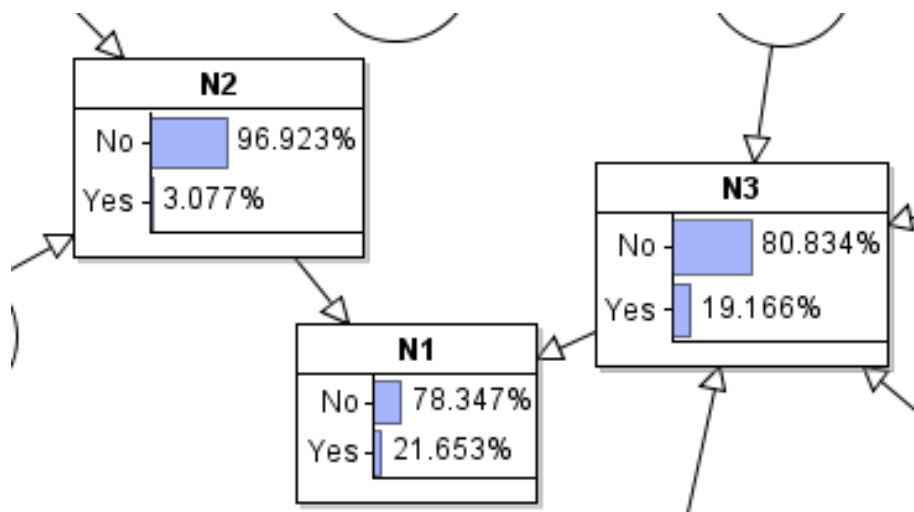 N2
No 96.923%
Yes 3.077%
N3
No 80.834%
Yes 19.166%
N1
No 78.347%
Yes 21.653%